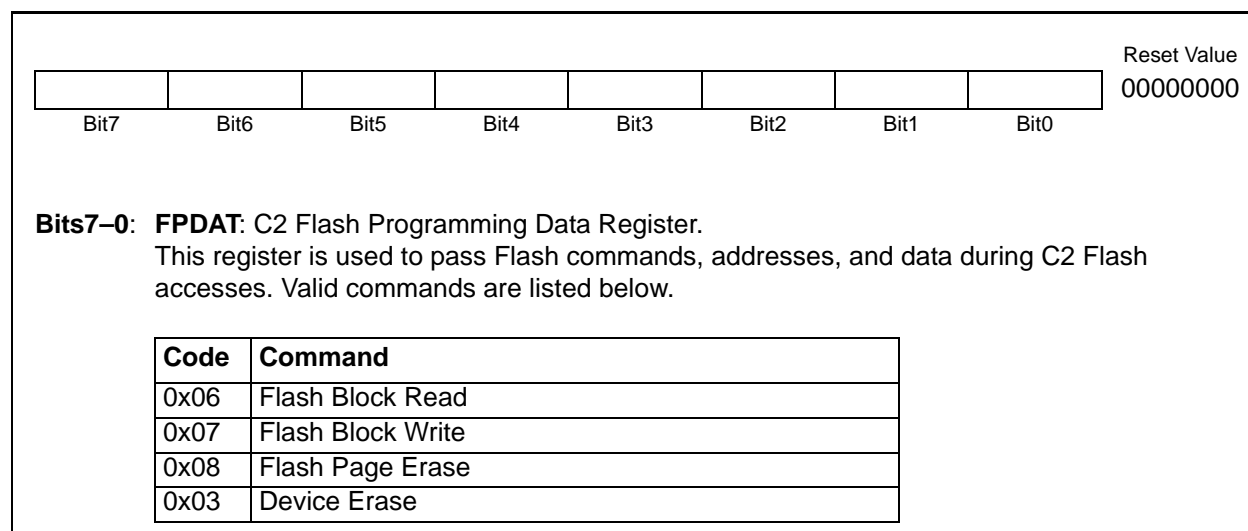 Reset Value
00000000
Bit7 Bit6 Bit5 Bit4 Bit3 Bit2 Bit1 Bit0
Bits7–0: FPDAT: C2 Flash Programming Data Register.
This register is used to pass Flash commands, addresses, and data during C2 Flash
accesses. Valid commands are listed below.
Code Command
0x06 Flash Block Read
0x07 Flash Block Write
0x08 Flash Page Erase
0x03 Device Erase